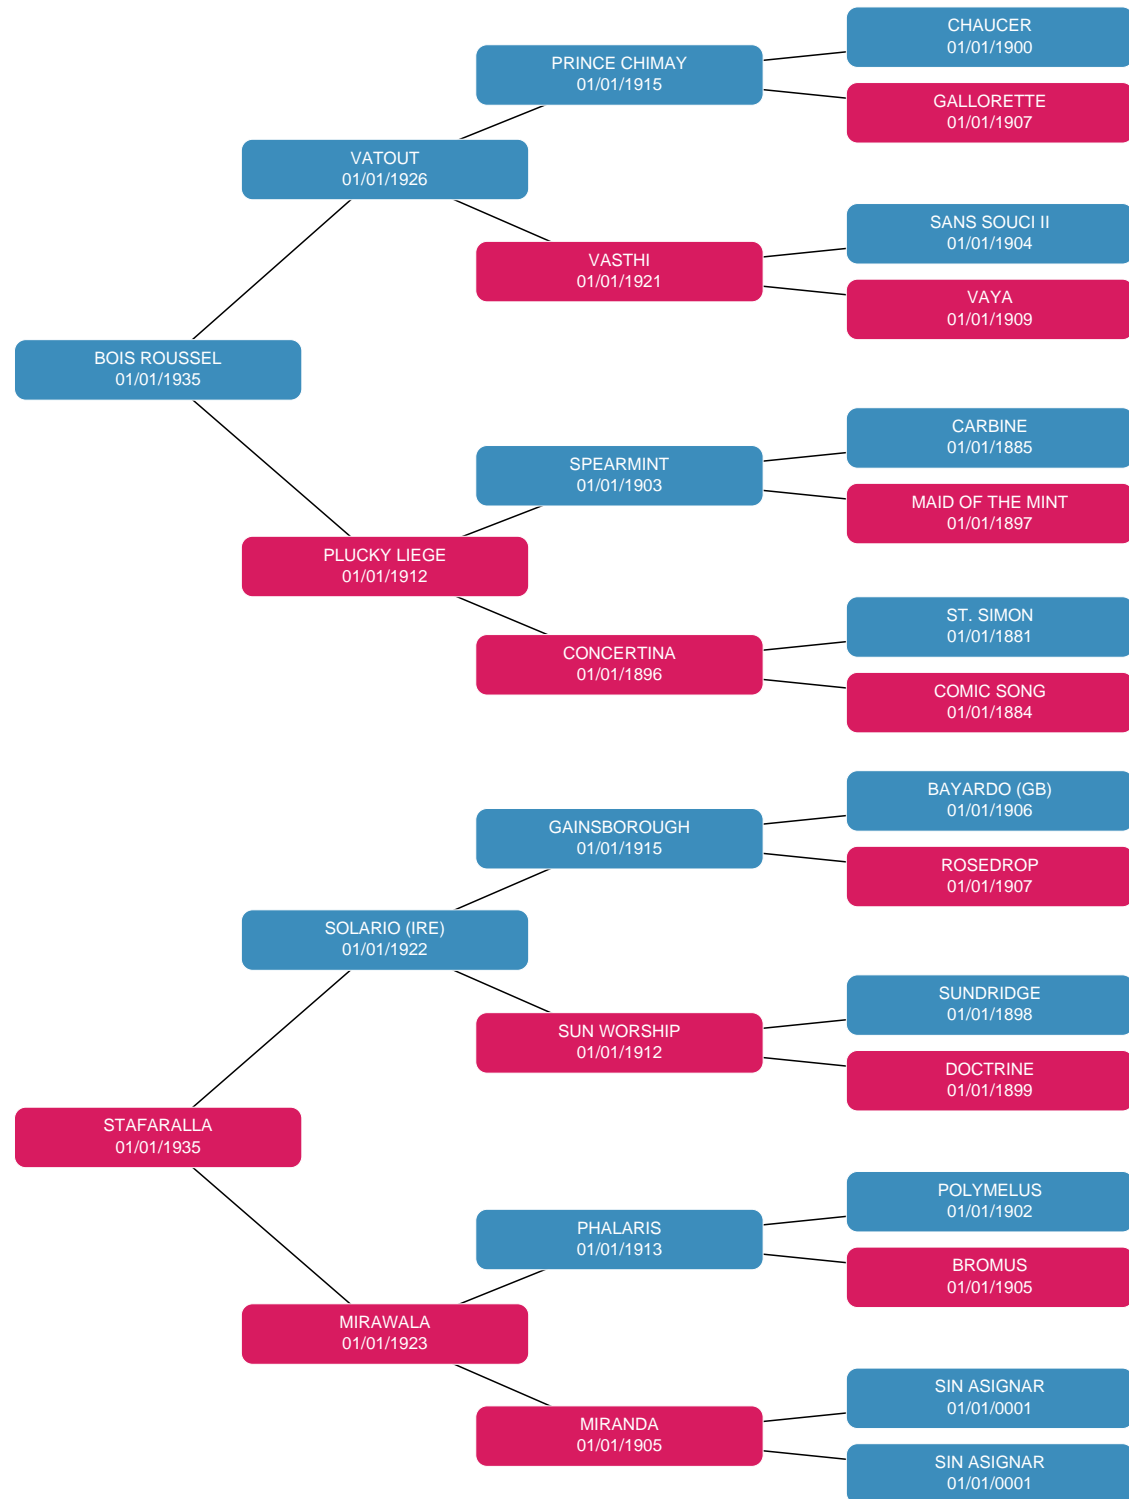 CHAUCER
01/01/1900
PRINCE CHIMAY
01/01/1915
GALLORETTE
01/01/1907
VATOUT
01/01/1926
SANS SOUCI II
01/01/1904
VASTHI
01/01/1921
VAYA
01/01/1909
BOIS ROUSSEL
01/01/1935
CARBINE
01/01/1885
SPEARMINT
01/01/1903
MAID OF THE MINT
01/01/1897
PLUCKY LIEGE
01/01/1912
ST. SIMON
01/01/1881
CONCERTINA
01/01/1896
COMIC SONG
01/01/1884
BAYARDO (GB)
01/01/1906
GAINSBOROUGH
01/01/1915
ROSEDROP
01/01/1907
SOLARIO (IRE)
01/01/1922
SUNDRIDGE
01/01/1898
SUN WORSHIP
01/01/1912
DOCTRINE
01/01/1899
STAFARALLA
01/01/1935
POLYMELUS
01/01/1902
PHALARIS
01/01/1913
BROMUS
01/01/1905
MIRAWALA
01/01/1923
SIN ASIGNAR
01/01/0001
MIRANDA
01/01/1905
SIN ASIGNAR
01/01/0001